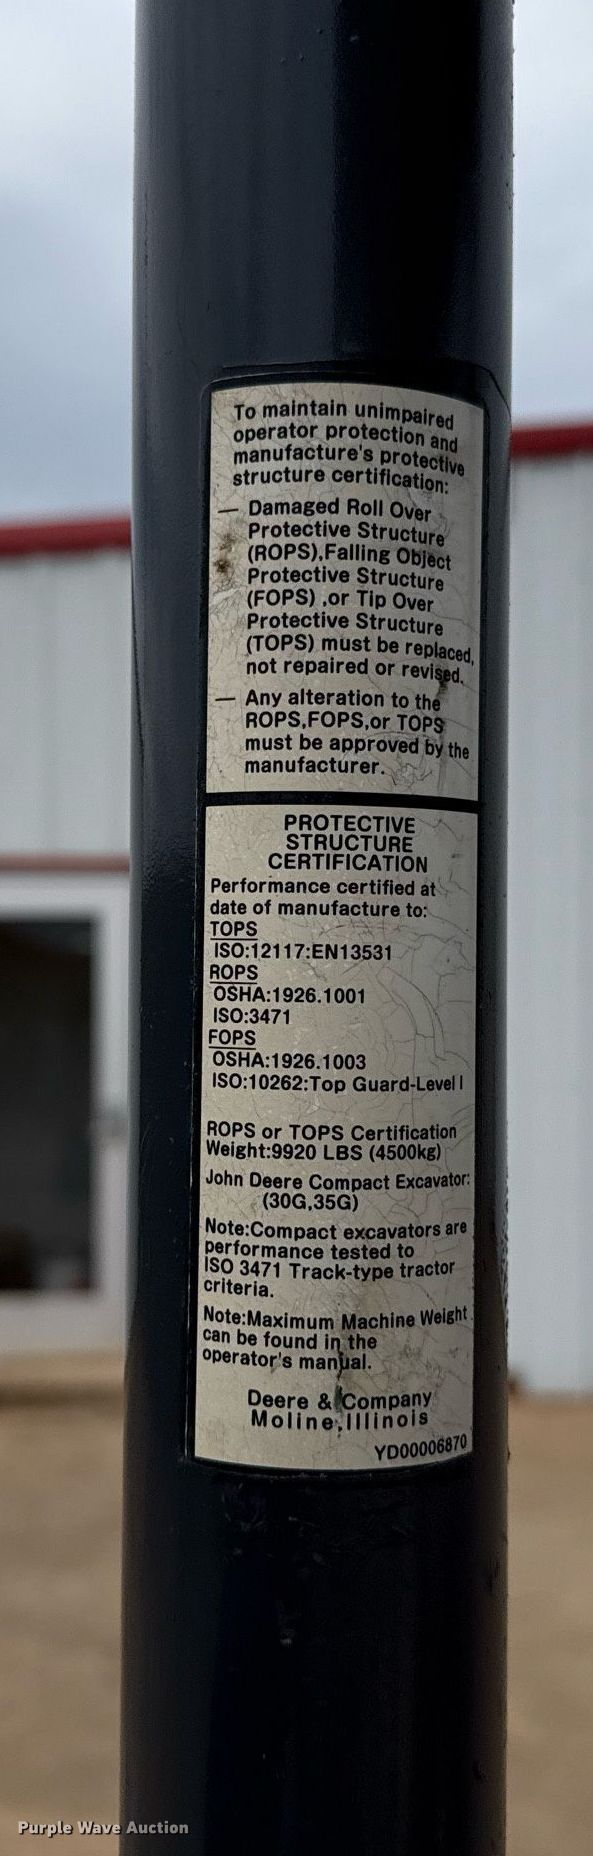 To maintain unimpaired
operator protection and
manufacture's protective
structure certification:
— Damaged Roll Over
Protective Structure
(ROPS),Falling Object
Protective Structure
(FOPS) ,or Tip Over
Protective Structure
(TOPS) must be replaced,
not repaired or revised.
— Any alteration to the
ROPS,FOPS,or TOPS
must be approved by the
manufacturer.
PROTECTIVE
STRUCTURE
CERTIFICATION
Performance certified at
date of manufacture to:
TOPS
ISO:12117:EN13531
ROPS
OSHA:1926.1001
ISO:3471
FOPS
OSHA:1926.1003
ISO:10262:Top Guard-Level I
ROPS or TOPS Certification
Weight:9920 LBS (4500kg)
John Deere Compact Excavator:
(30G,35G)
Note:Compact excavators are
performance tested to
ISO 3471 Track-type tractor
criteria.
Note:Maximum Machine Weight
can be found in the
operator's manual.
Deere & Company
Moline,Illinois
YD00006870
Purple Wave Auction